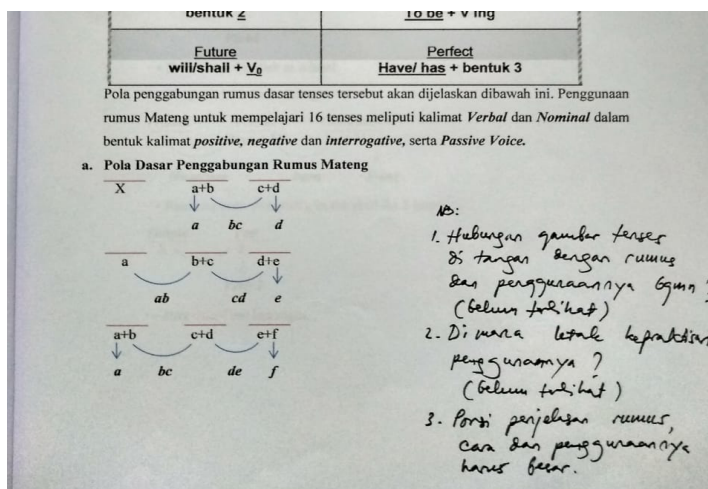 bentuk 2
To be + V ing
Future
Perfect
will/shall + V0
Have/ has + bentuk 3
Pola penggabungan rumus dasar tenses tersebut akan dijelaskan dibawah ini. Penggunaan
rumus Mateng untuk mempelajari 16 tenses meliputi kalimat Verbal dan Nominal dalam
bentuk kalimat positive, negative dan interrogative, serta Passive Voice.
a. Pola Dasar Penggabungan Rumus Mateng
X a+b c+d
a bc d
a b+c d+e
ab cd e
a+b c+d e+f
a bc de f
NB:
1. Hubungan gambar tenses
di tangan dengan rumus
dan penggunaannya bgmn ?
(belum terlihat)
2. Di mana letak kepraktisan
penggunaannya ?
(belum terlihat)
3. Porsi penjelasan rumus,
cara dan penggunaannya
harus besar.